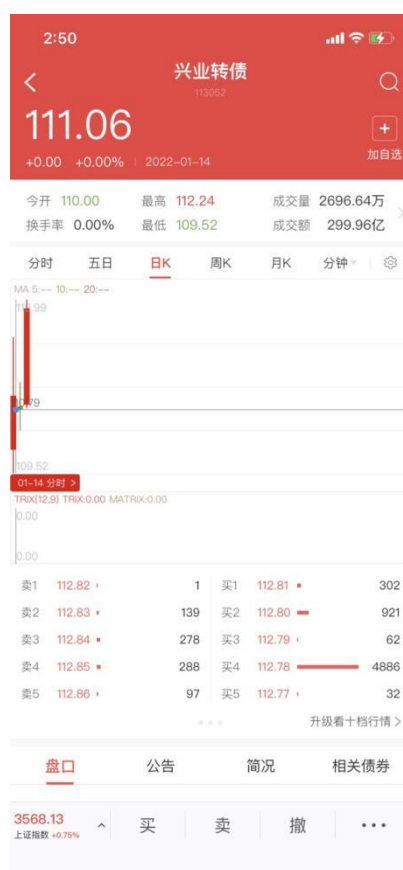 2:50
兴业转债
113052
111.06
+0.00 +0.00% 2022-01-14
加自选
今开 110.00 最高 112.24 成交量 2696.64万
换手率 0.00% 最低 109.52 成交额 299.96亿
分时 五日 日K 周K 月K 分钟
MA 5:-- 10:-- 20:--
109.52
01-14 分时 >
TRIX(12,9) TRIX:0.00 MATRIX:0.00
0.00
0.00
卖1 112.82 1 买1 112.81 302
卖2 112.83 139 买2 112.80 921
卖3 112.84 278 买3 112.79 62
卖4 112.85 288 买4 112.78 4886
卖5 112.86 97 买5 112.77 32
升级看十档行情 >
盘口 公告 简况 相关债券
3568.13
上证指数 +0.75%
买 卖 撤